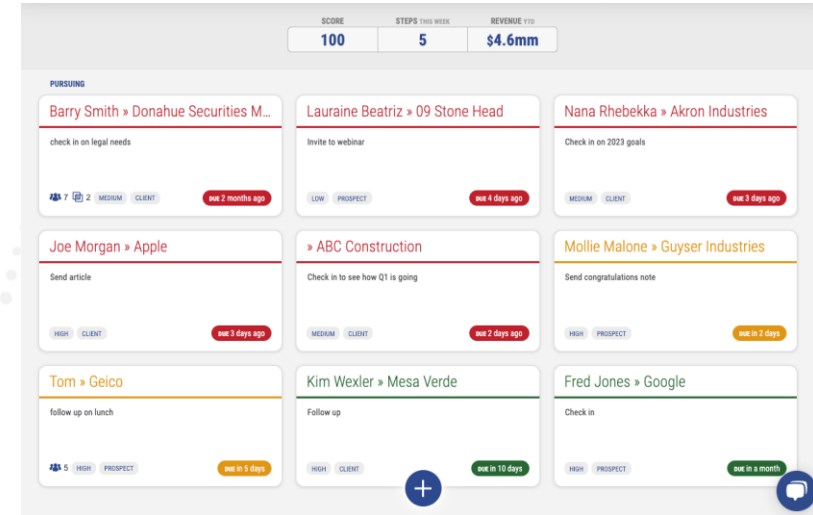 SCORE STEPS THIS WEEK REVENUE YTD
100 5 $4.6mm
PURSUING
Barry Smith » Donahue Securities M...
check in on legal needs
7 2 MEDIUM CLIENT DUE 2 months ago
Lauraine Beatriz » 09 Stone Head
Invite to webinar
LOW PROSPECT DUE 4 days ago
Nana Rhebekka » Akron Industries
Check in on 2023 goals
MEDIUM CLIENT DUE 3 days ago
Joe Morgan » Apple
Send article
HIGH CLIENT DUE 3 days ago
» ABC Construction
Check in to see how Q1 is going
MEDIUM CLIENT DUE 2 days ago
Mollie Malone » Guyser Industries
Send congratulations note
HIGH PROSPECT DUE in 2 days
Tom » Geico
follow up on lunch
5 HIGH PROSPECT DUE in 5 days
Kim Wexler » Mesa Verde
Follow up
HIGH CLIENT DUE in 10 days
Fred Jones » Google
Check in
HIGH PROSPECT DUE in a month